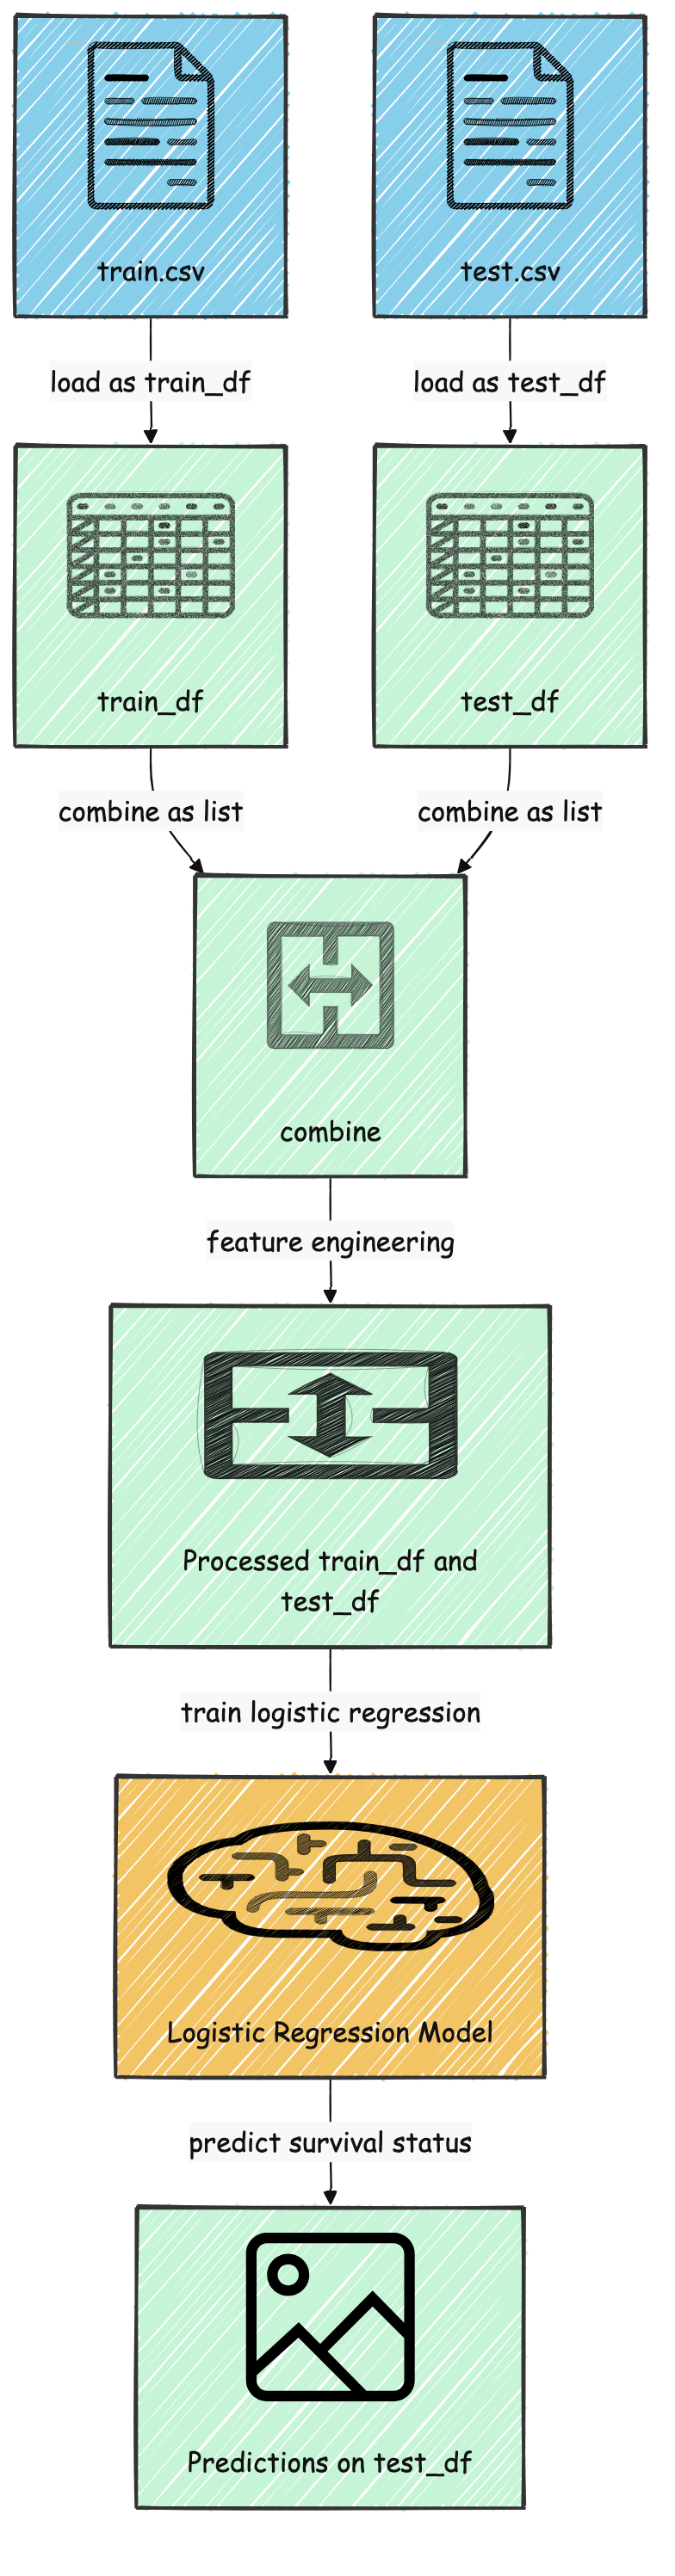 train.csv
test.csv
load as train_df
load as test_df
train_df
test_df
combine as list
combine as list
combine
feature engineering
Processed train_df and
test_df
train logistic regression
Logistic Regression Model
predict survival status
Predictions on test_df